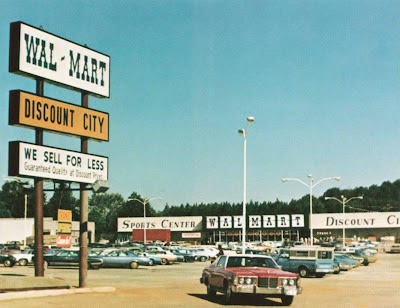 WAL-MART
DISCOUNT CITY
WE SELL FOR LESS
Guaranteed Quality at Discount Prices
SPORTS CENTER
WAL-MART
DISCOUNT CI